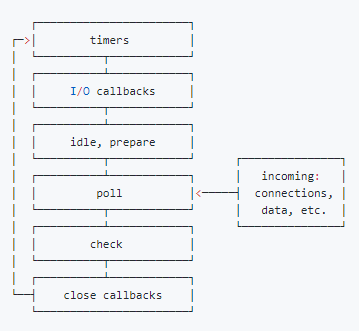 timers
I/O callbacks
idle, prepare
poll
incoming:
connections,
data, etc.
check
close callbacks